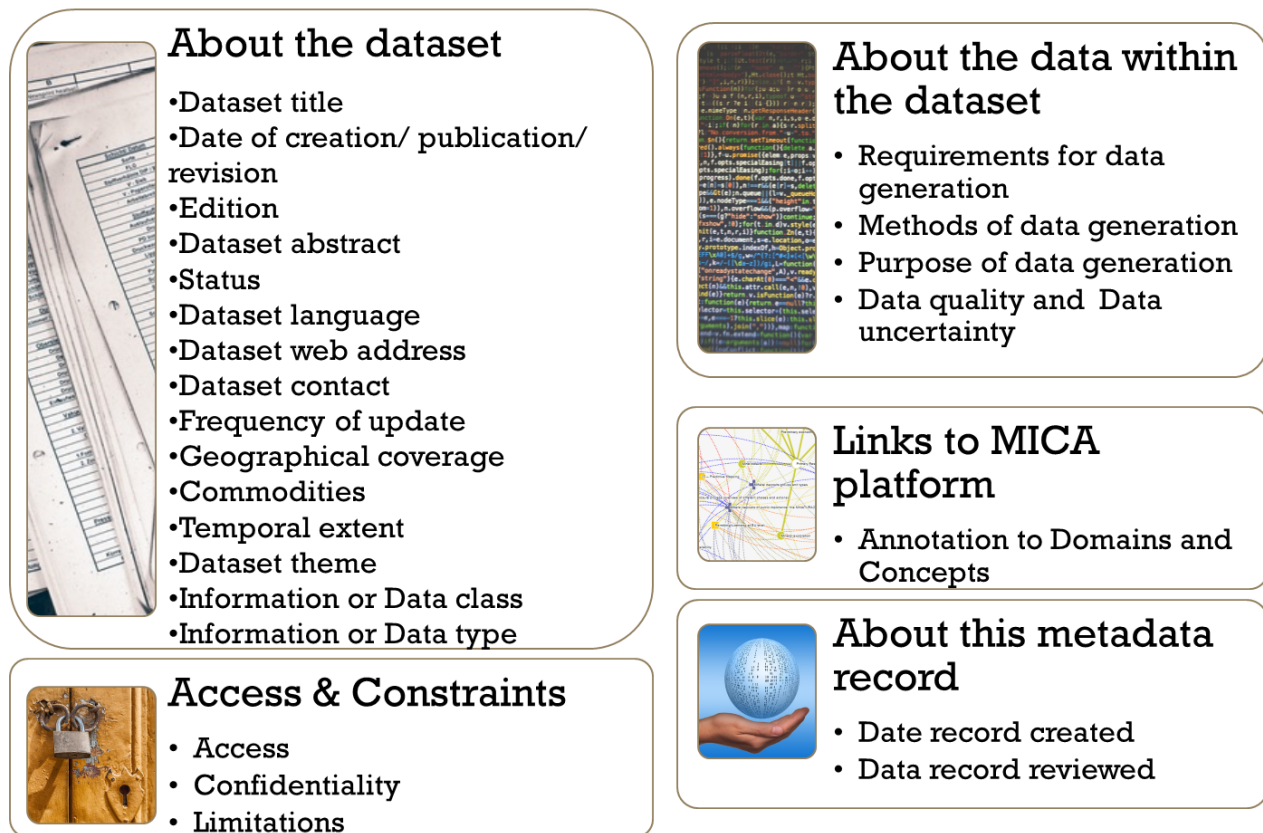 About the dataset
•Dataset title
•Date of creation/ publication/
revision
•Edition
•Dataset abstract
•Status
•Dataset language
•Dataset web address
•Dataset contact
•Frequency of update
•Geographical coverage
•Commodities
•Temporal extent
•Dataset theme
•Information or Data class
•Information or Data type
Access & Constraints
• Access
• Confidentiality
• Limitations
About the data within
the dataset
• Requirements for data
generation
• Methods of data generation
• Purpose of data generation
• Data quality and  Data
uncertainty
Links to MICA
platform
• Annotation to Domains and
Concepts
About this metadata
record
• Date record created
• Data record reviewed